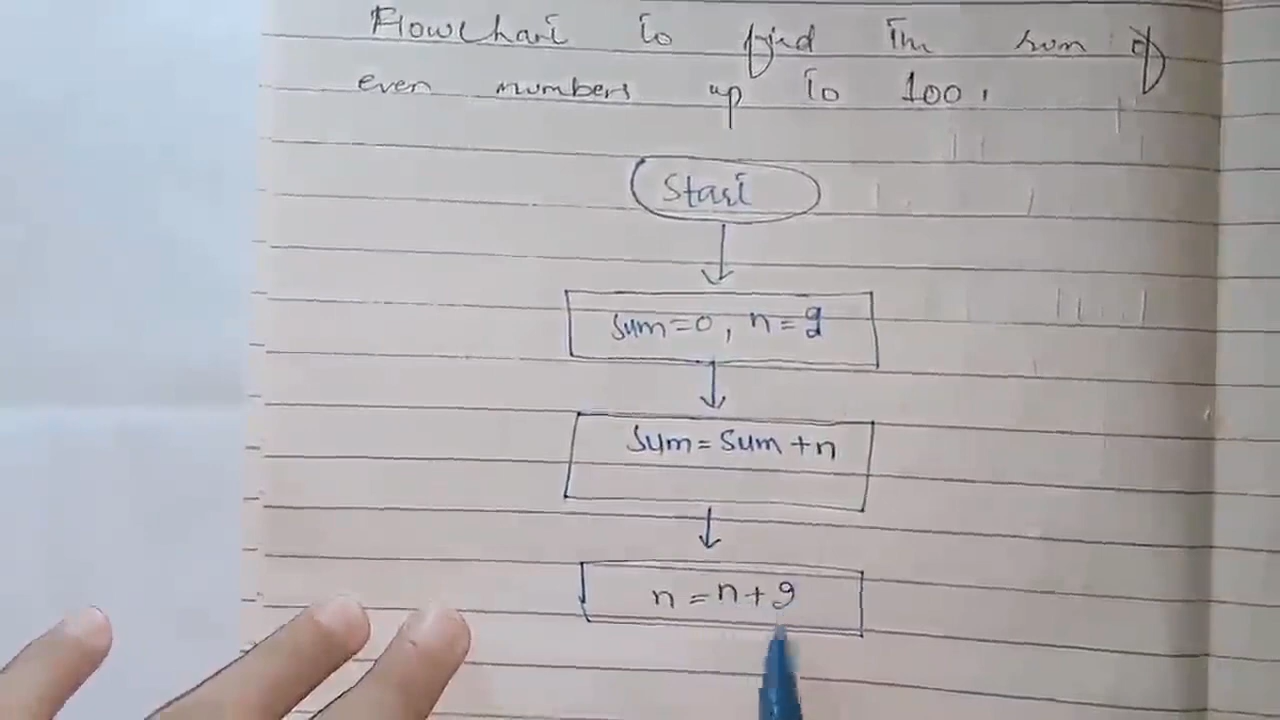 Flowchart to find the sum of
even numbers up to 100.
Start
sum=0, n=2
sum=sum+n
n=n+2